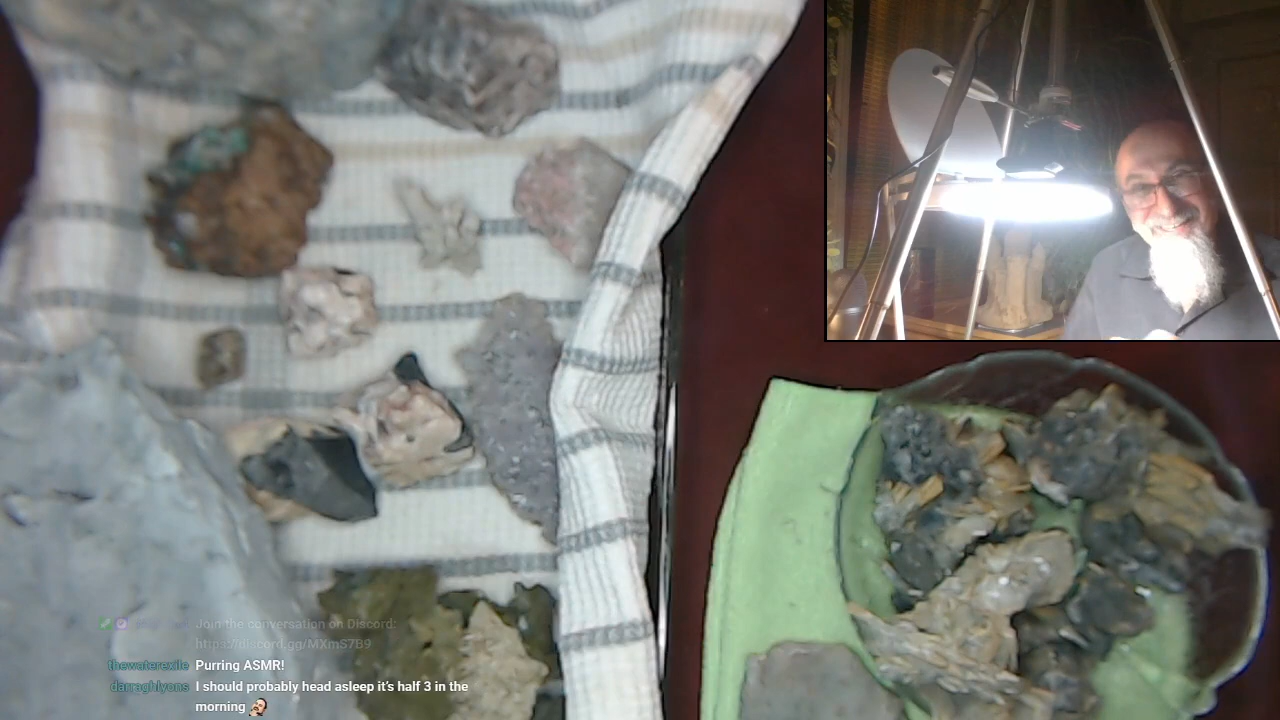 Join the conversation on Discord:
https://discord.gg/MXmS7B9
thewaterexile Purring ASMR!
darraghlyons I should probably head asleep it's half 3 in the
morning